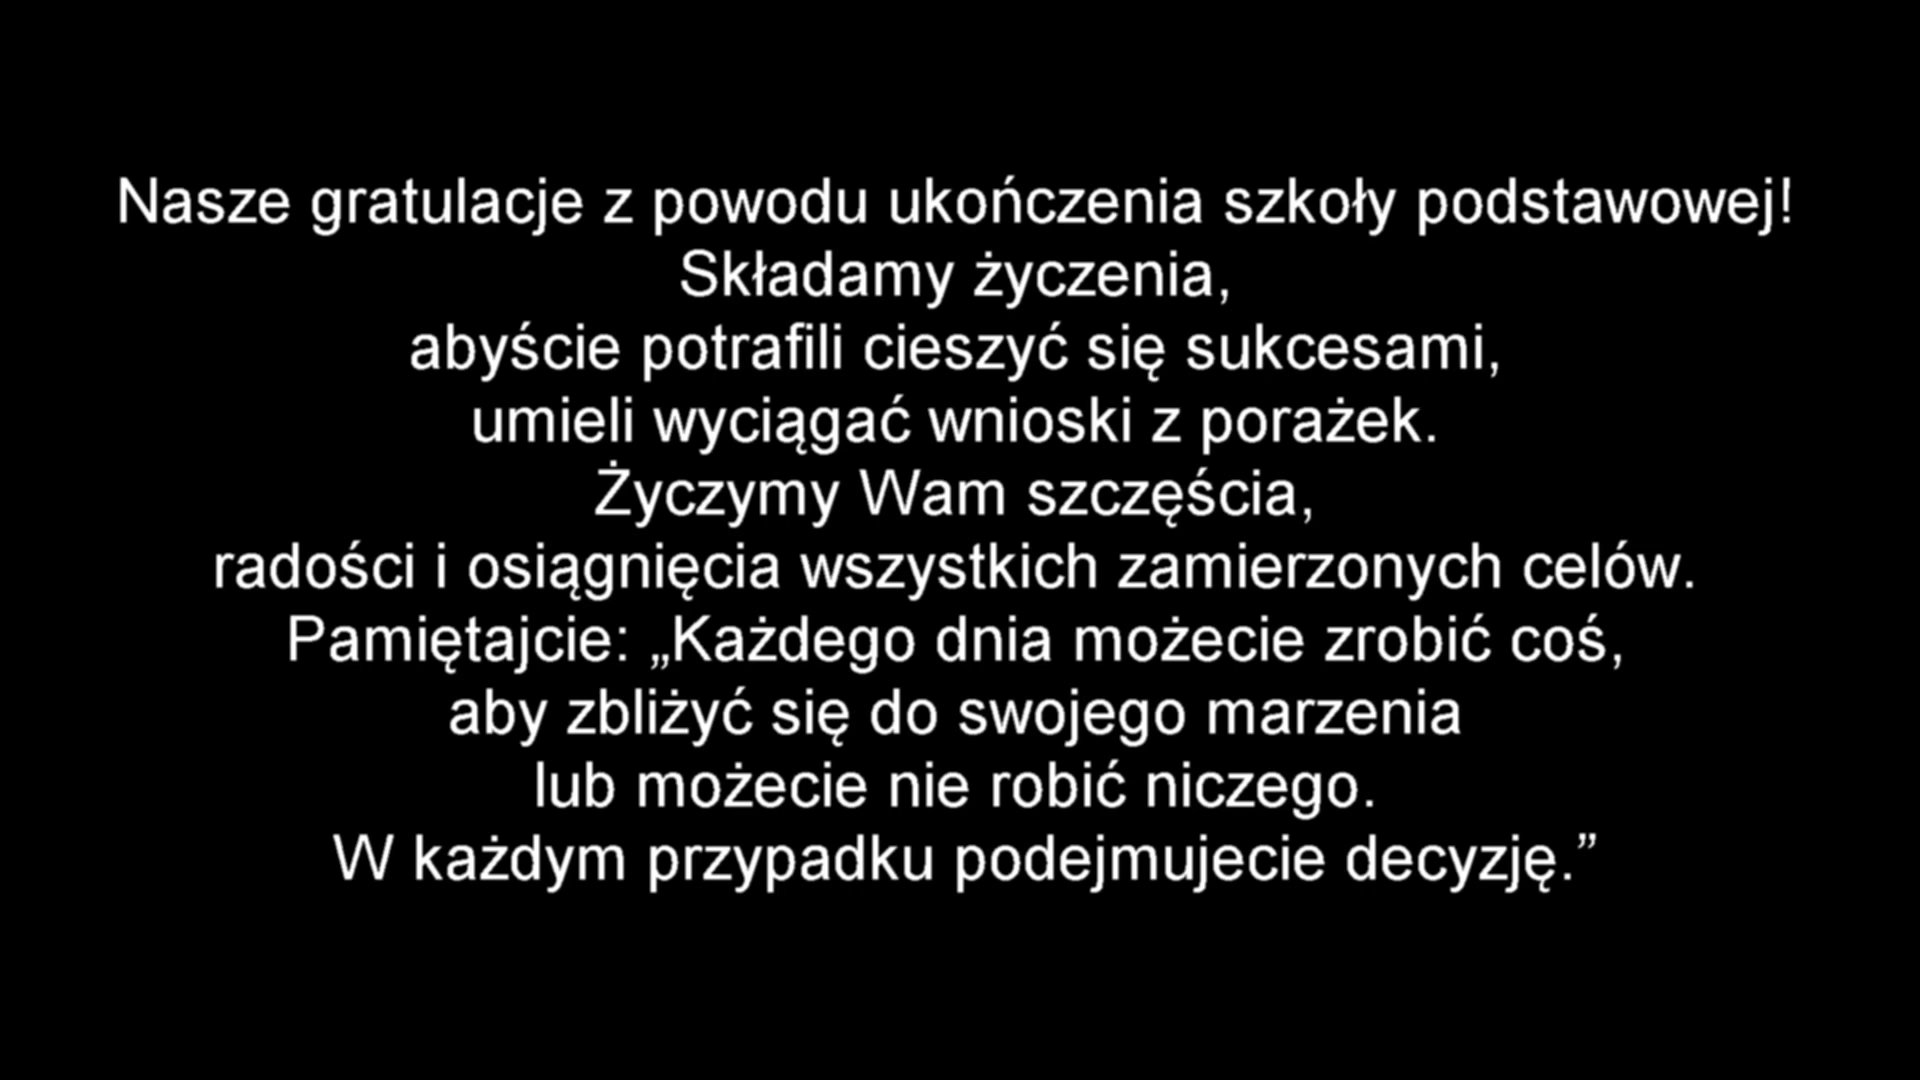 Nasze gratulacje z powodu ukończenia szkoły podstawowej!
Składamy życzenia,
abyście potrafili cieszyć się sukcesami,
umieli wyciągać wnioski z porażek.
Życzymy Wam szczęścia,
radości i osiągnięcia wszystkich zamierzonych celów.
Pamiętajcie: „Każdego dnia możecie zrobić coś,
aby zbliżyć się do swojego marzenia
lub możecie nie robić niczego.
W każdym przypadku podejmujecie decyzję.”